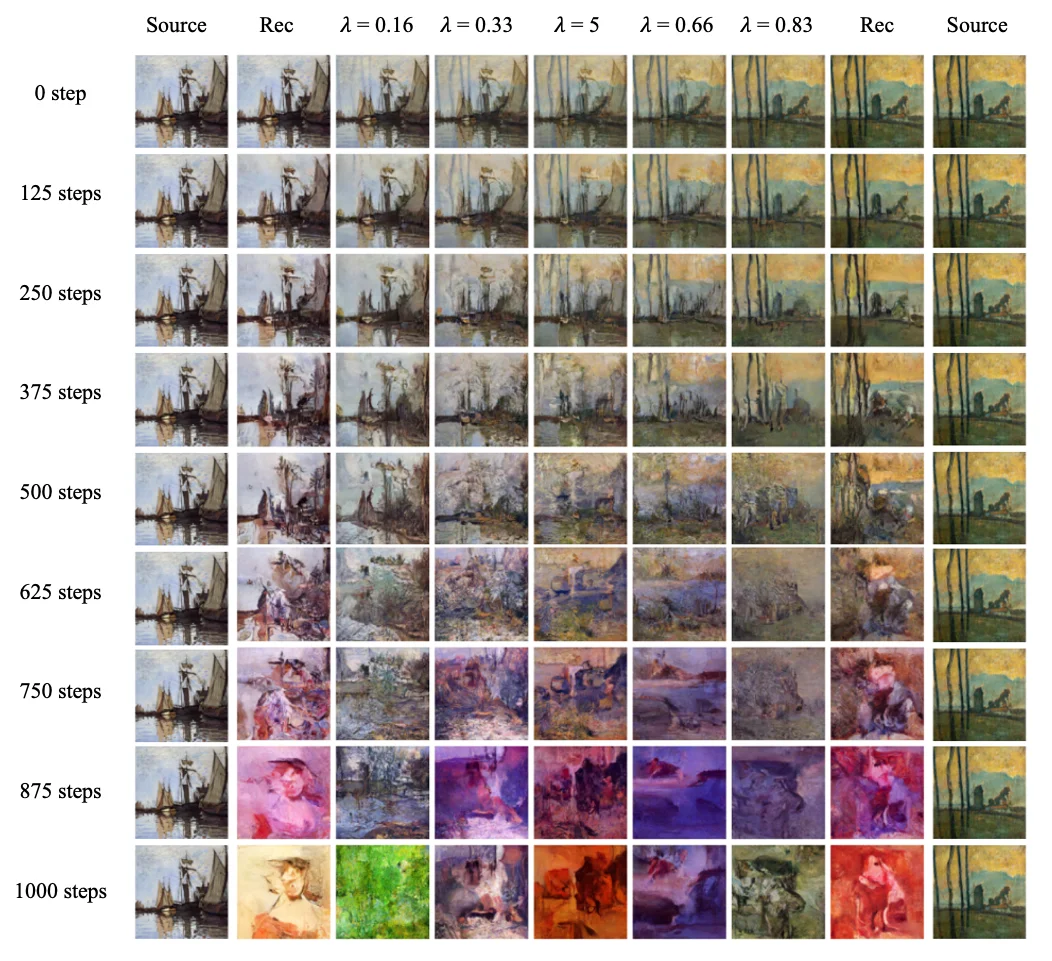 Source Rec λ = 0.16 λ = 0.33 λ = 5 λ = 0.66 λ = 0.83 Rec Source
0 step
125 steps
250 steps
375 steps
500 steps
625 steps
750 steps
875 steps
1000 steps